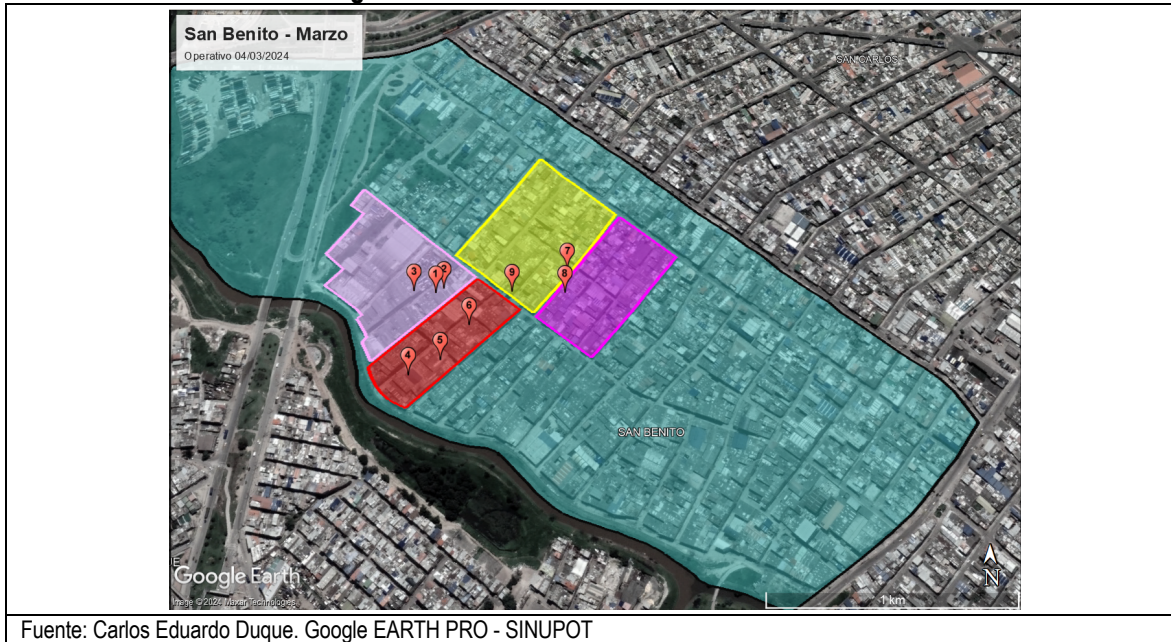 San Benito - Marzo
Operativo 04/03/2024
SAN CARLOS
7
3
1
2
9
8
6
5
4
SAN BENITO
N
Google Earth
Image © 2024 Maxar Technologies
1 km
Fuente: Carlos Eduardo Duque. Google EARTH PRO - SINUPOT